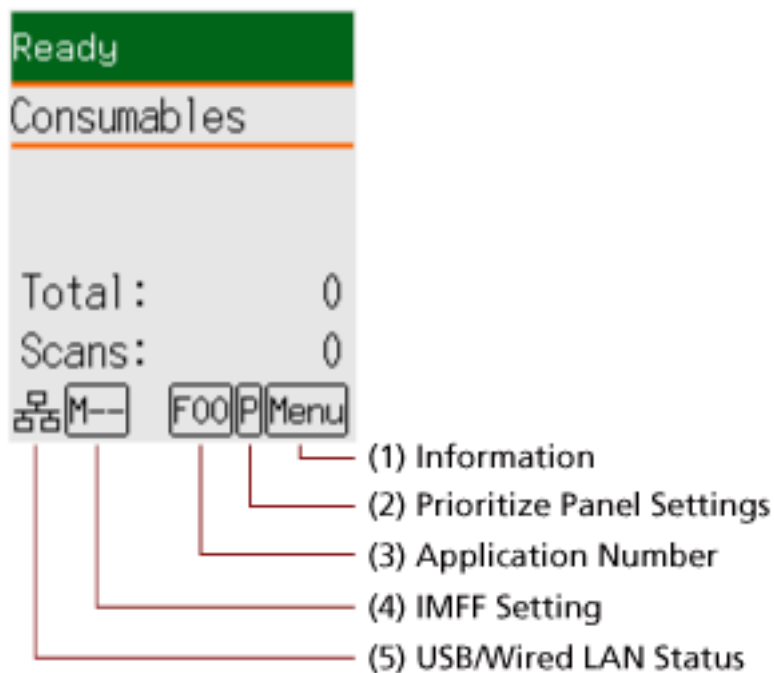 Ready
Consumables
Total: 0
Scans: 0
M-- F00 P Menu
(1) Information
(2) Prioritize Panel Settings
(3) Application Number
(4) IMFF Setting
(5) USB/Wired LAN Status